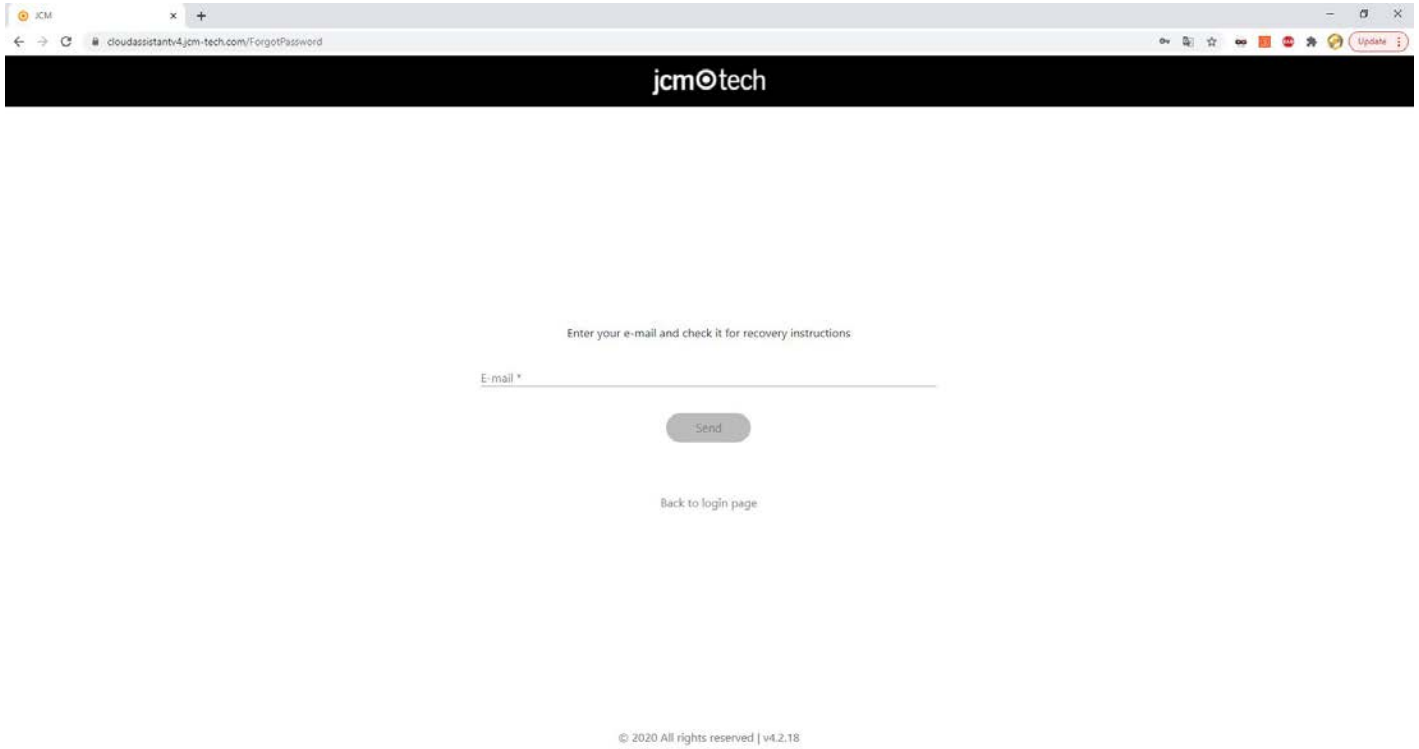 JCM
cloudassistantv4.jcm-tech.com/ForgotPassword
Update
jcm tech
Enter your e-mail and check it for recovery instructions
E-mail *
Send
Back to login page
© 2020 All rights reserved | v4.2.18